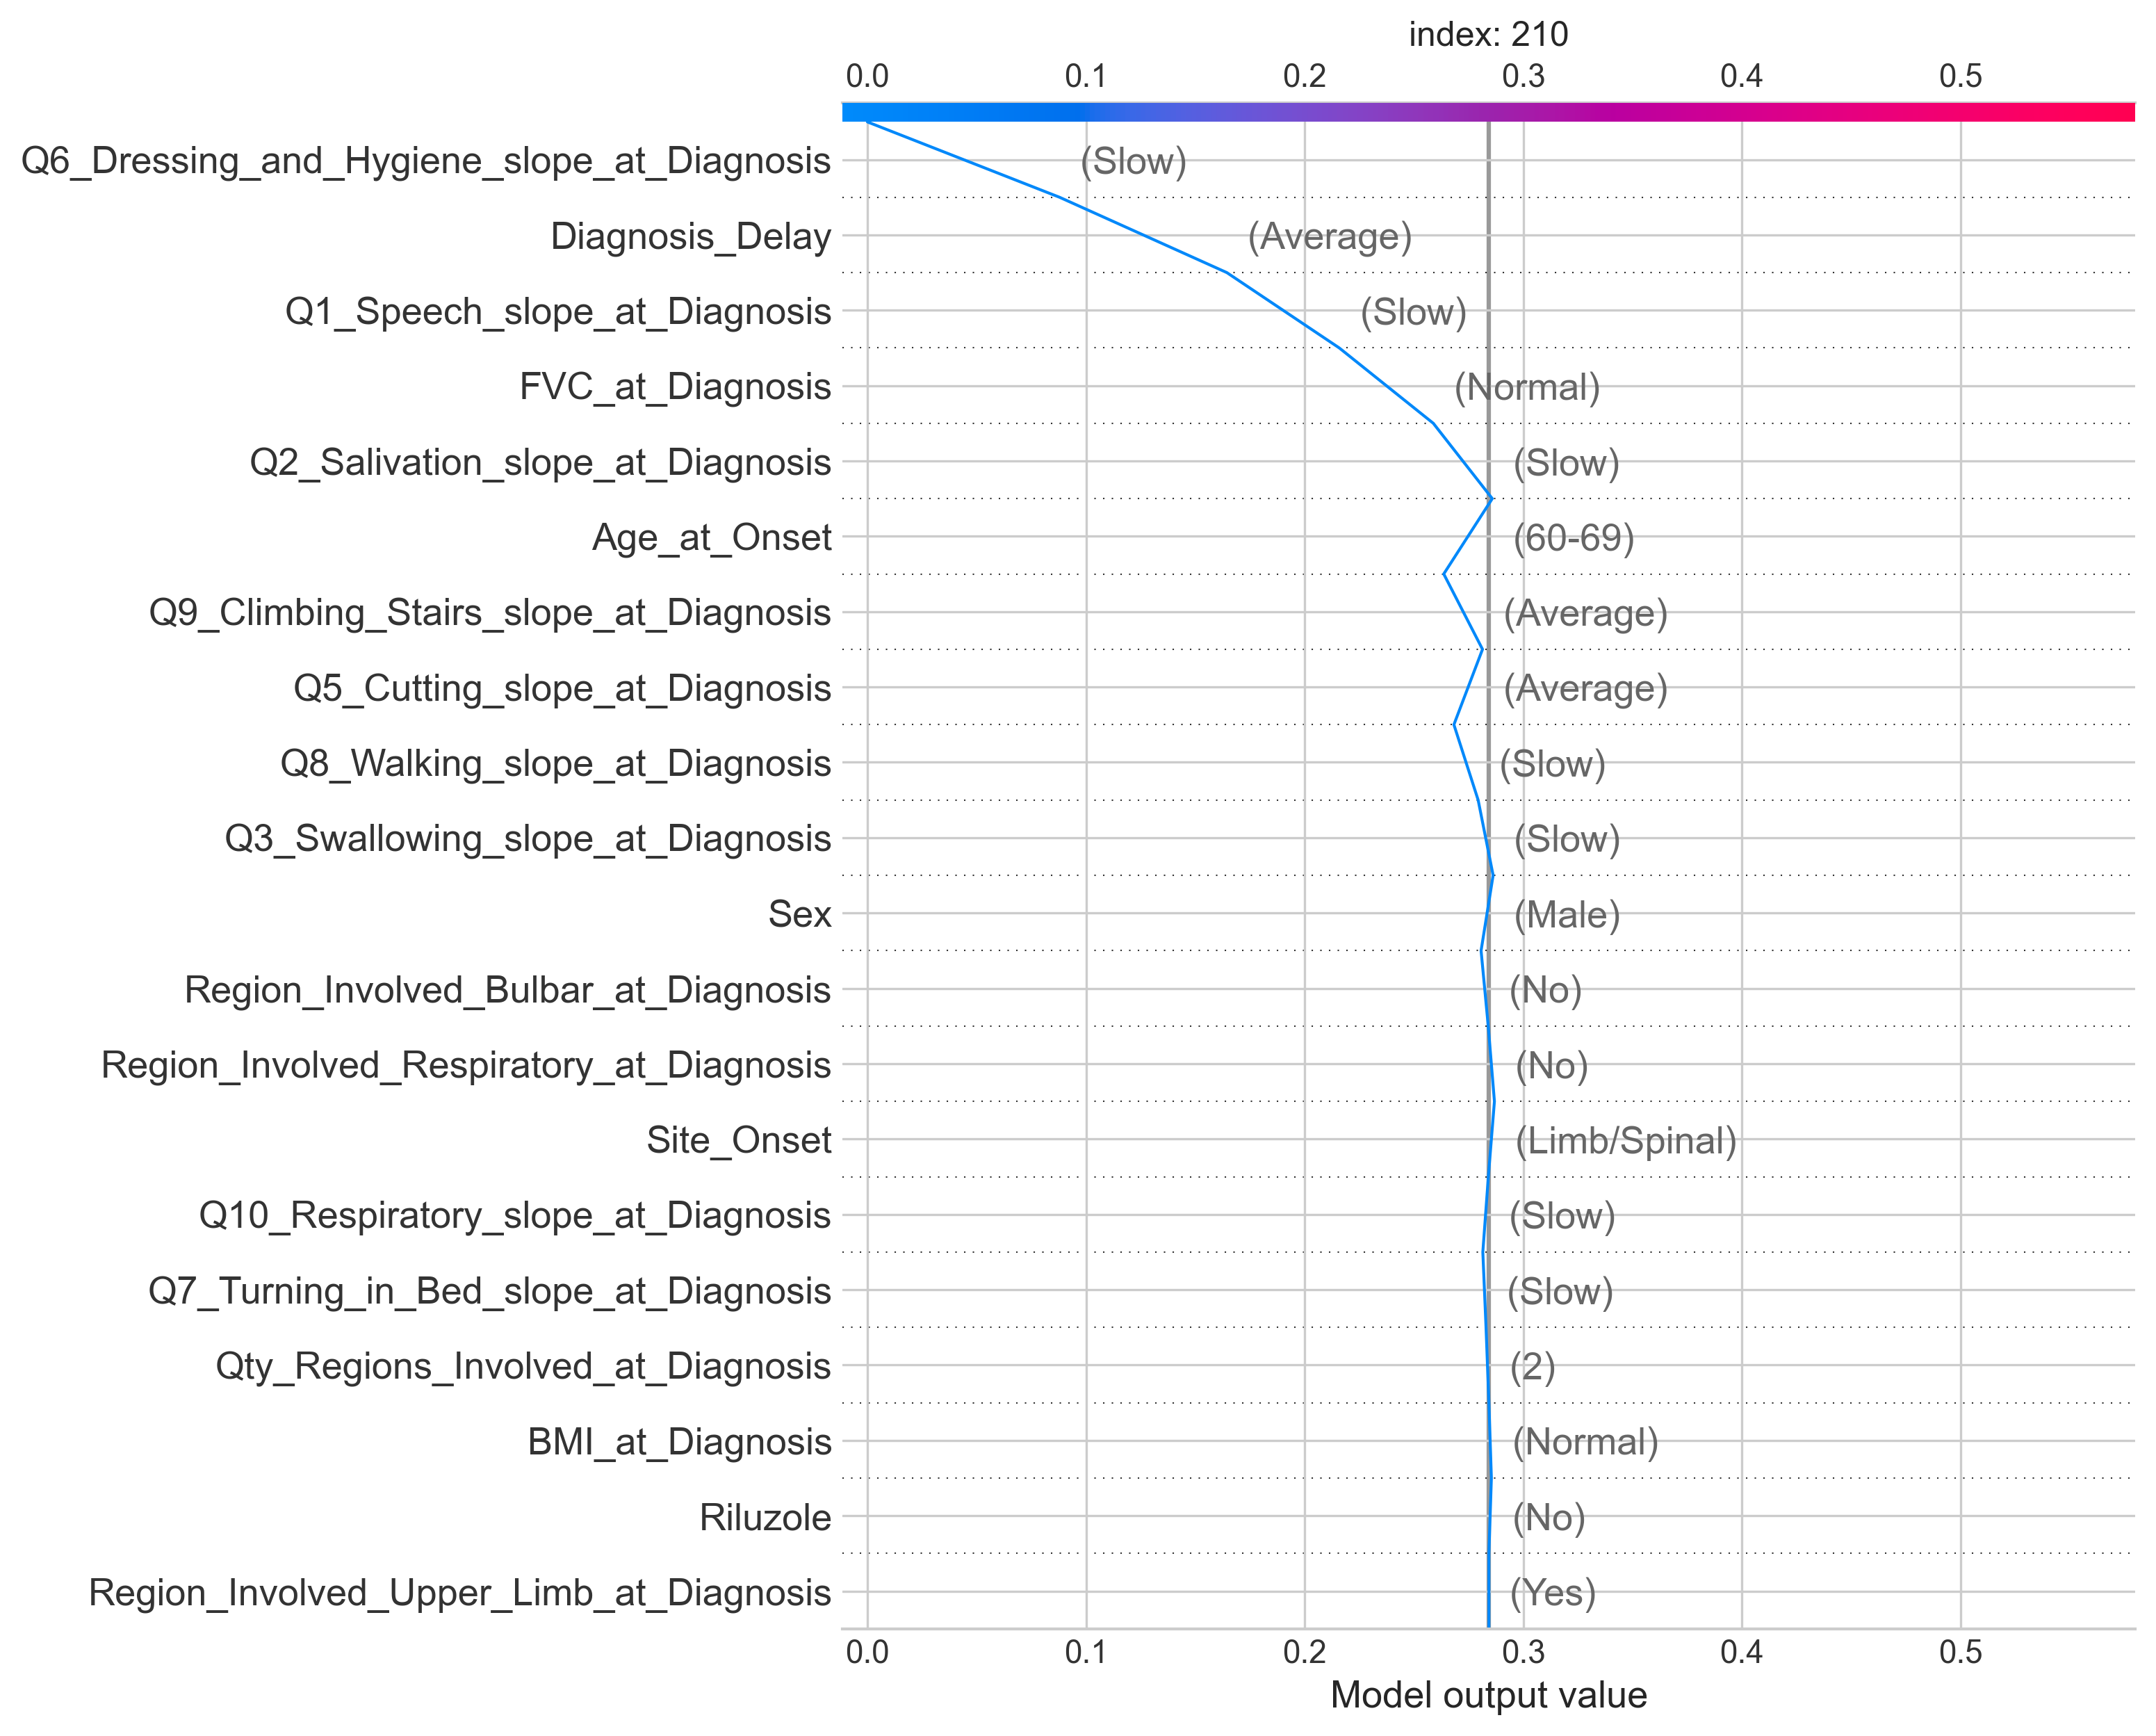 index: 210
0.0 0.1 0.2 0.3 0.4 0.5
Q6_Dressing_and_Hygiene_slope_at_Diagnosis (Slow)
Diagnosis_Delay (Average)
Q1_Speech_slope_at_Diagnosis (Slow)
FVC_at_Diagnosis (Normal)
Q2_Salivation_slope_at_Diagnosis (Slow)
Age_at_Onset (60-69)
Q9_Climbing_Stairs_slope_at_Diagnosis (Average)
Q5_Cutting_slope_at_Diagnosis (Average)
Q8_Walking_slope_at_Diagnosis (Slow)
Q3_Swallowing_slope_at_Diagnosis (Slow)
Sex (Male)
Region_Involved_Bulbar_at_Diagnosis (No)
Region_Involved_Respiratory_at_Diagnosis (No)
Site_Onset (Limb/Spinal)
Q10_Respiratory_slope_at_Diagnosis (Slow)
Q7_Turning_in_Bed_slope_at_Diagnosis (Slow)
Qty_Regions_Involved_at_Diagnosis (2)
BMI_at_Diagnosis (Normal)
Riluzole (No)
Region_Involved_Upper_Limb_at_Diagnosis (Yes)
0.0 0.1 0.2 0.3 0.4 0.5
Model output value